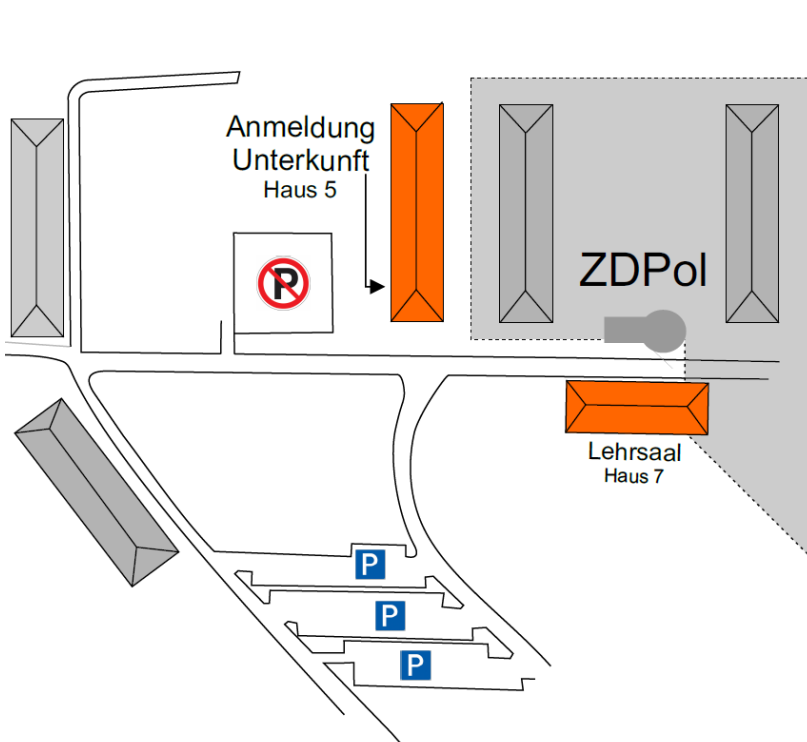 Anmeldung
Unterkunft
Haus 5
P
ZDPol
Lehrsaal
Haus 7
P
P
P